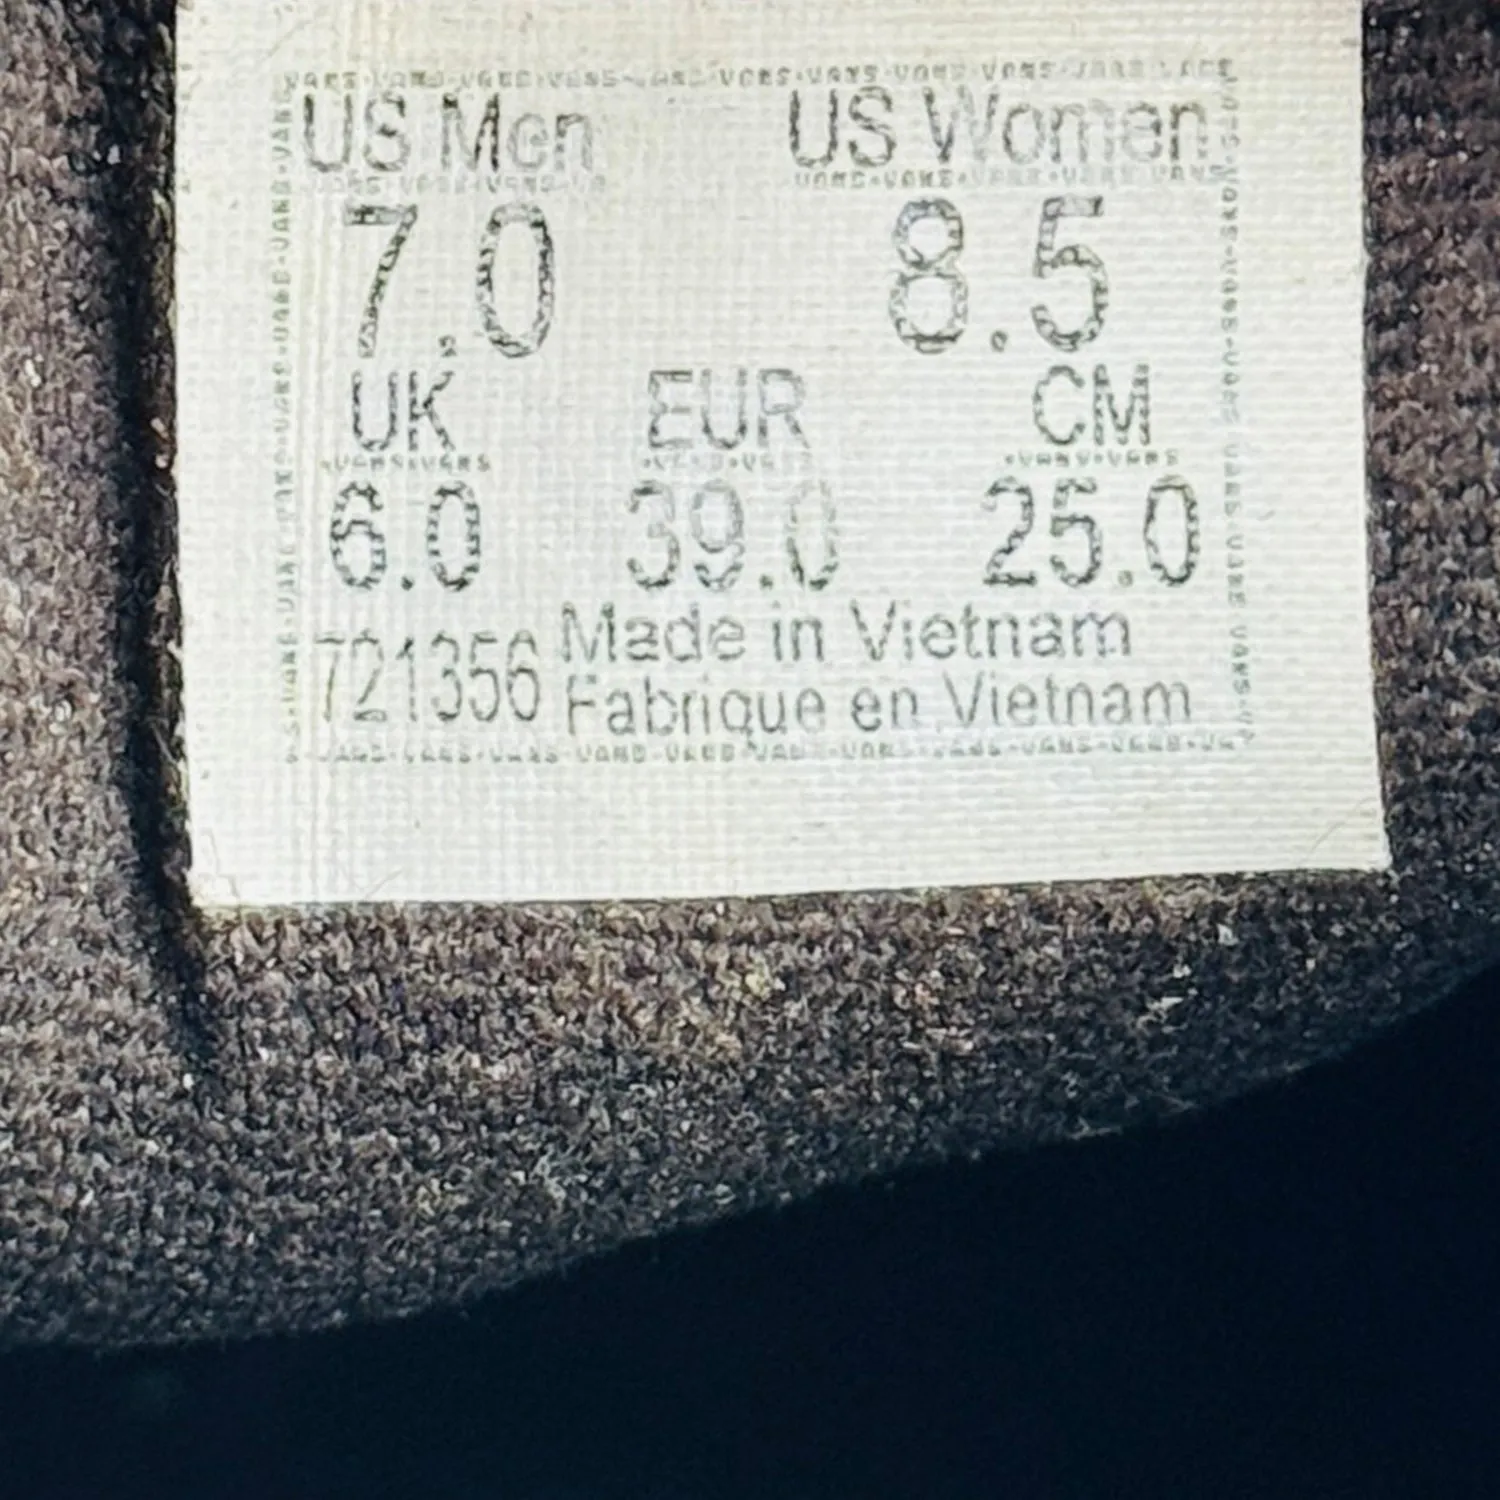 US Men US Women
7.0 8.5
UK EUR CM
6.0 39.0 25.0
721356 Made in Vietnam
Fabrique en Vietnam